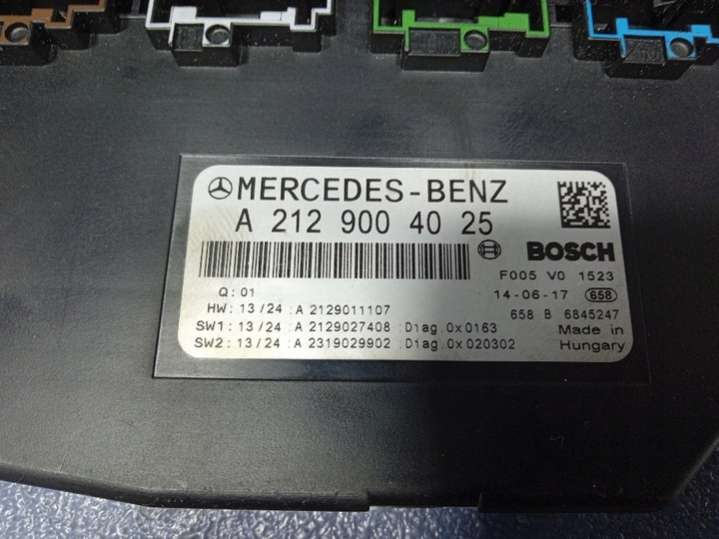 MERCEDES-BENZ
A 212 900 40 25
BOSCH
F005 V0 1523
Q: 01
14-06-17 658
HW: 13/24 :A 2129011107
658 B 6845247
SW1: 13/24 :A 2129027408 :Diag.0x0163
Made in
SW2: 13/24 :A 2319029902 :Diag.0x020302
Hungary